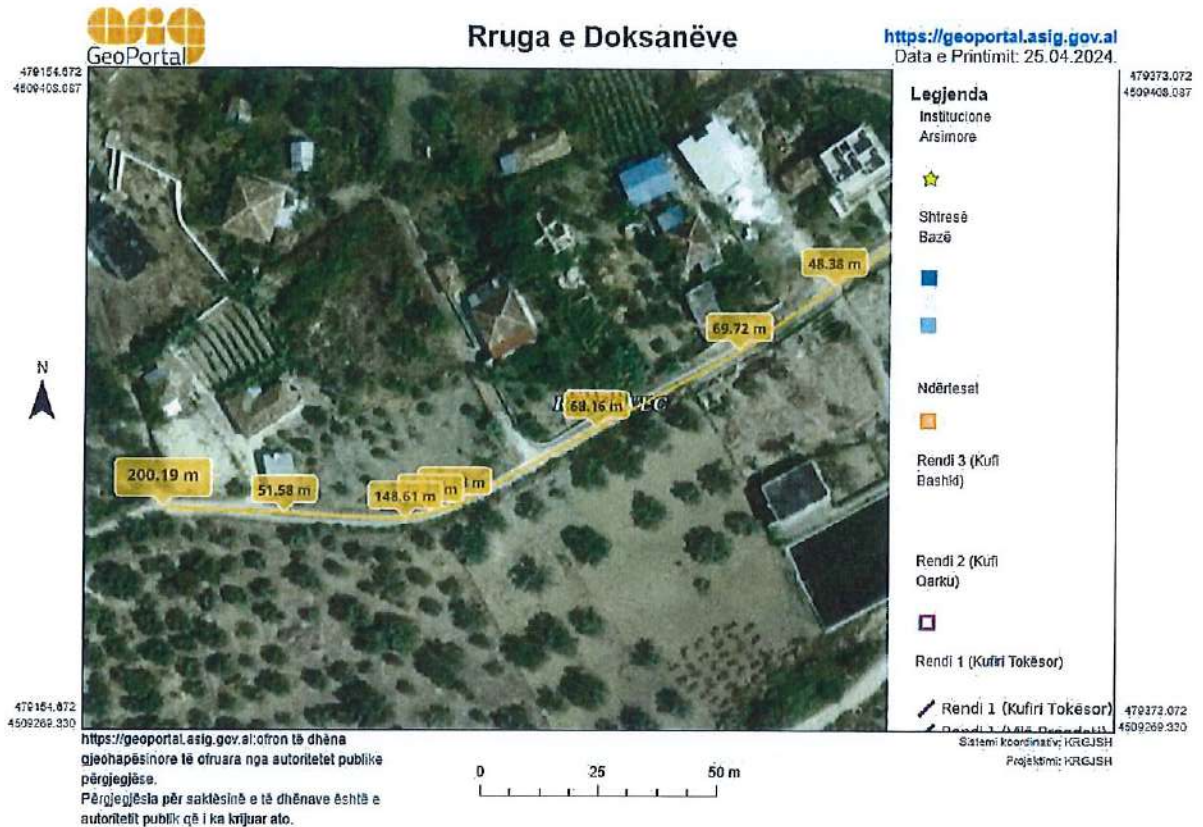 asig
GeoPortal
Rruga e Doksanëve
https://geoportal.asig.gov.al
Data e Printimit: 25.04.2024.
479154.672
4509408.087
479373.072
4509408.087
Legjenda
Institucione
Arsimore
Shtresë
Bazë
Ndërtesat
Rendi 3 (Kufi
Bashki)
Rendi 2 (Kufi
Qarku)
Rendi 1 (Kufiri Tokësor)
Rendi 1 (Kufiri Tokësor)
N
48.38 m
69.72 m
68.16 m
200.19 m
51.58 m
148.61 m
479154.672
4509269.330
479373.072
4509269.330
https://geoportal.asig.gov.al:ofron të dhëna
gjeohapësinore të ofruara nga autoritetet publike
përgjegjëse.
Përgjegjësia për saktësinë e të dhënave është e
autoritetit publik që i ka krijuar ato.
0 25 50 m
Sistemi koordinativ: KRGJSH
Projektimi: KRGJSH